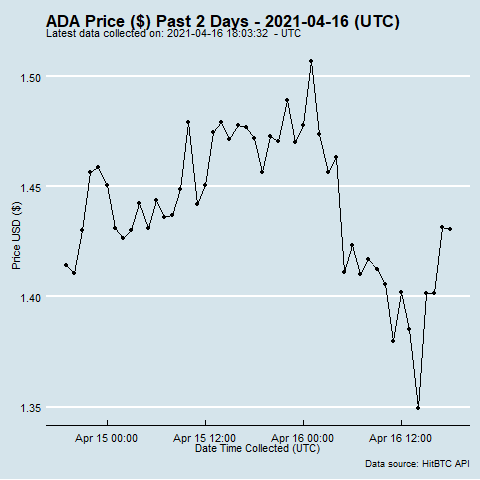 ADA Price ($) Past 2 Days - 2021-04-16 (UTC)
Latest data collected on: 2021-04-16 18:03:32 - UTC
1.50
1.45
1.40
1.35
Price USD ($)
Apr 15 00:00 Apr 15 12:00 Apr 16 00:00 Apr 16 12:00
Date Time Collected (UTC)
Data source: HitBTC API